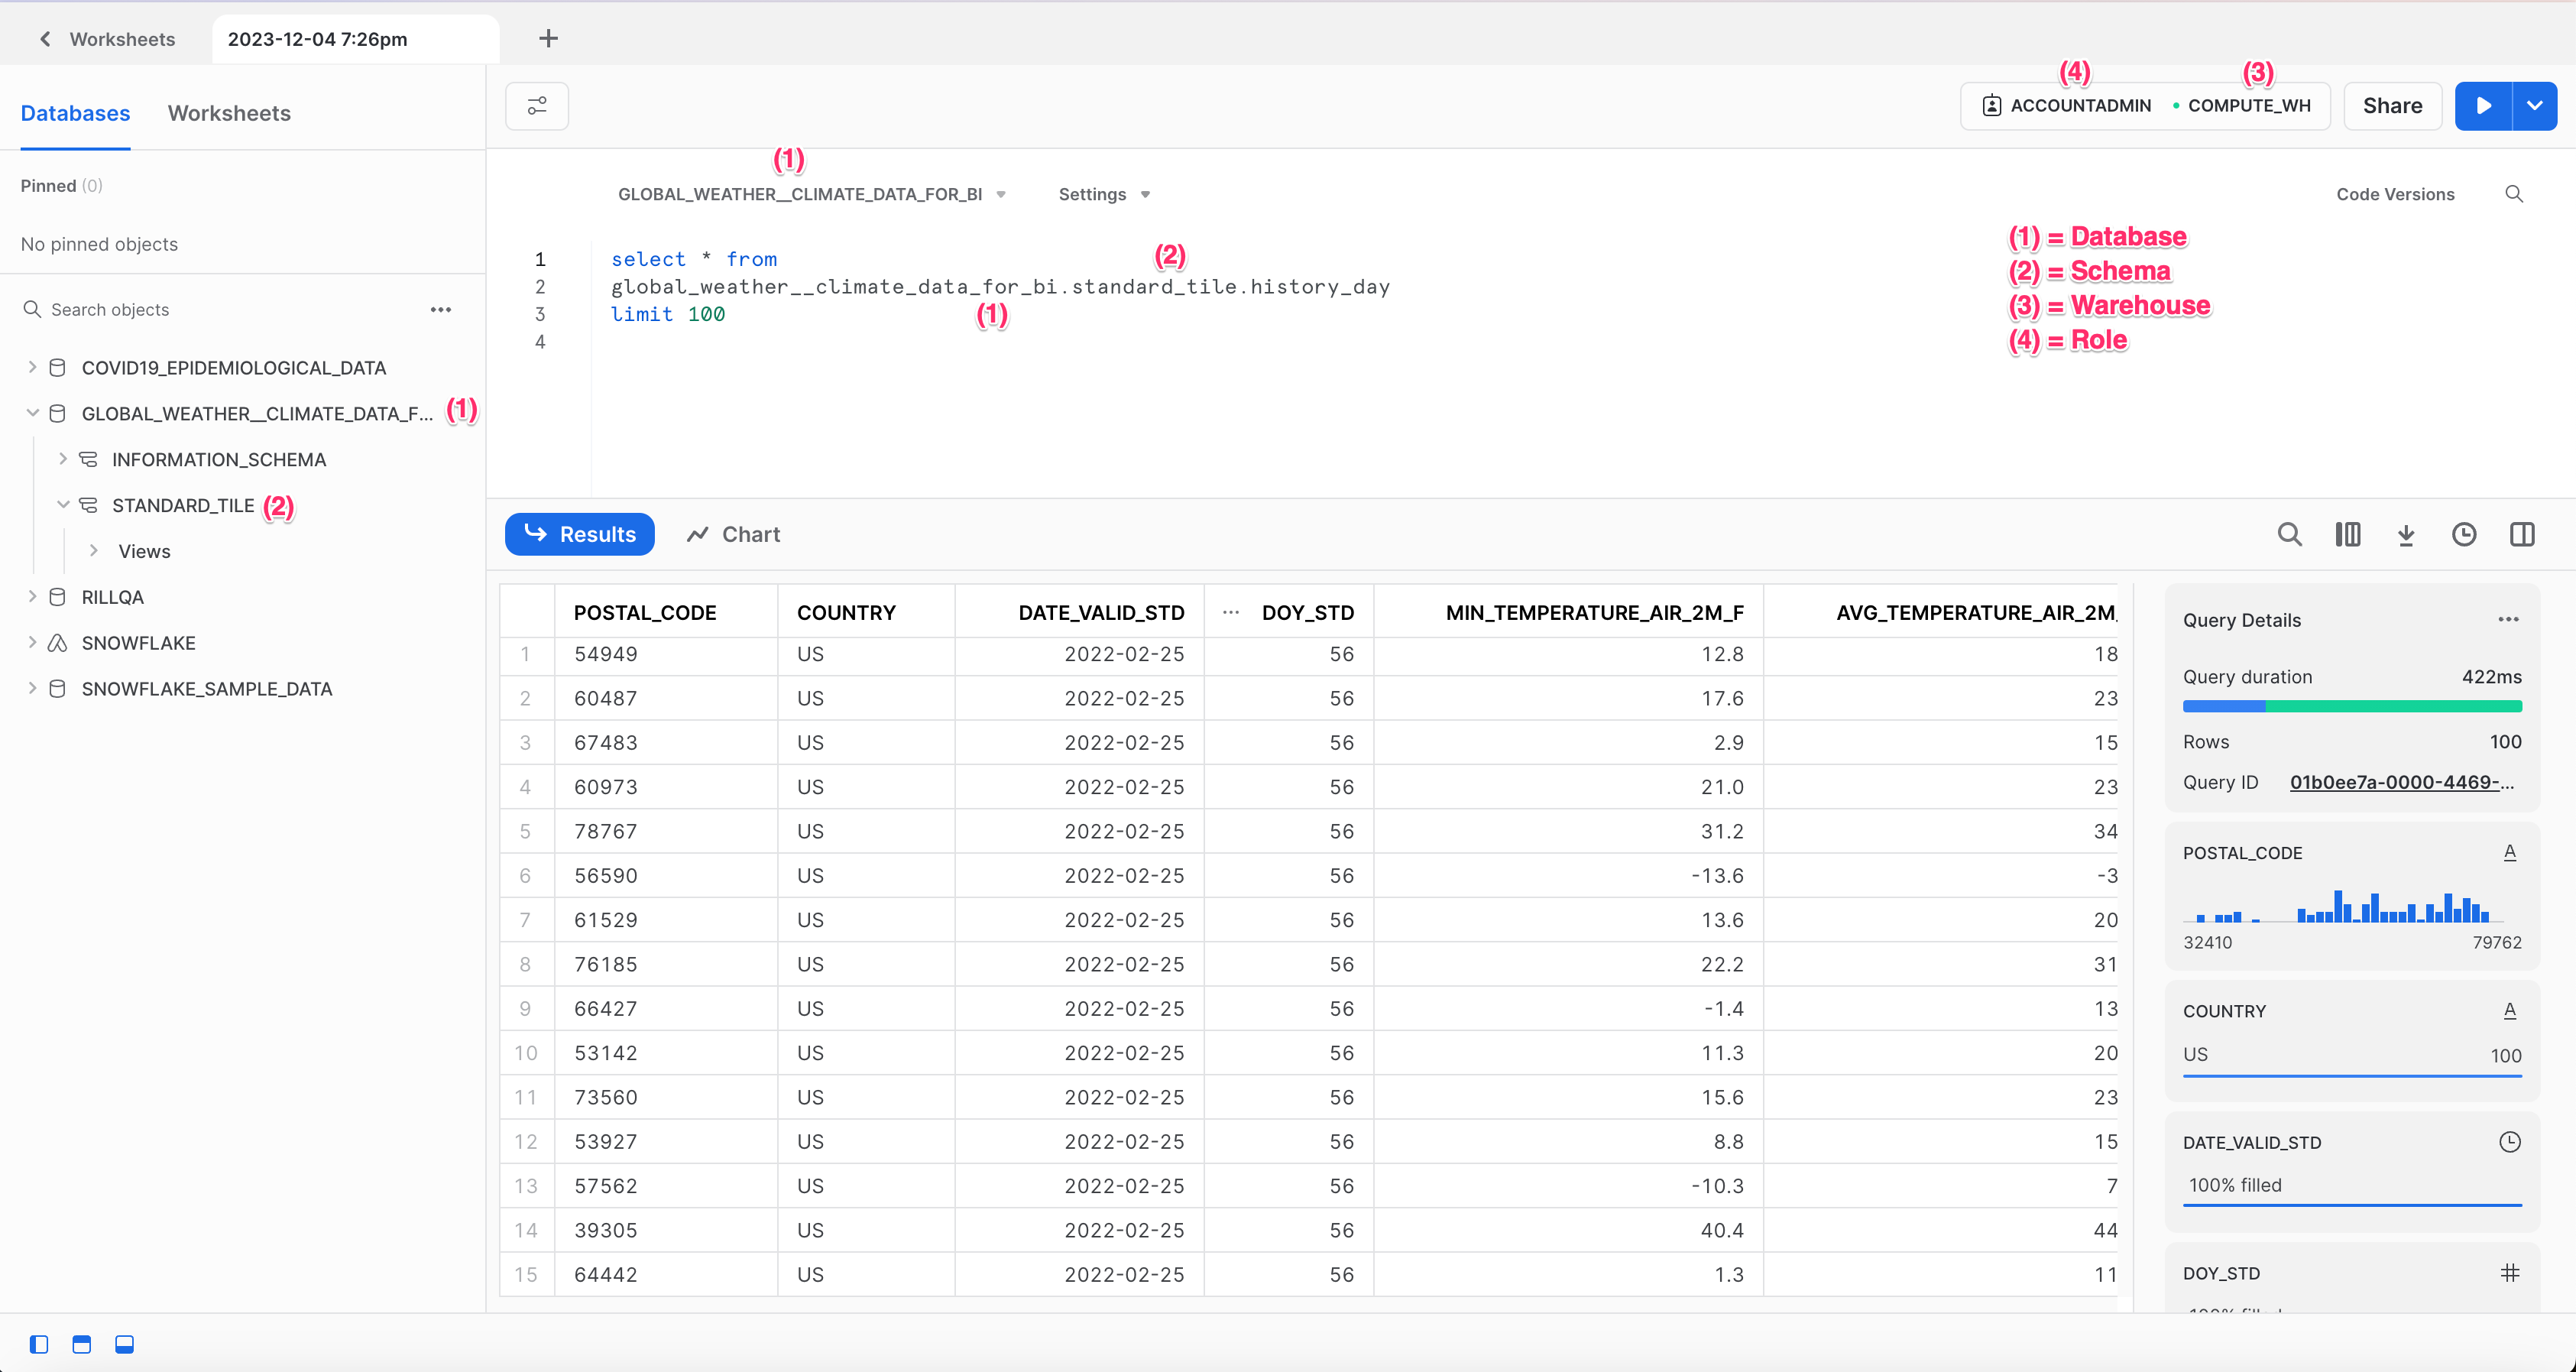 Worksheets
2023-12-04 7:26pm
Databases
Worksheets
Pinned (0)
No pinned objects
Search objects
COVID19_EPIDEMIOLOGICAL_DATA
GLOBAL_WEATHER__CLIMATE_DATA_F... (1)
INFORMATION_SCHEMA
STANDARD_TILE (2)
Views
RILLQA
SNOWFLAKE
SNOWFLAKE_SAMPLE_DATA
(4) (3)
ACCOUNTADMIN COMPUTE_WH Share
(1)
GLOBAL_WEATHER__CLIMATE_DATA_FOR_BI Settings Code Versions
1 select * from (2)
2 global_weather__climate_data_for_bi.standard_tile.history_day
3 limit 100 (1)
4
(1) = Database
(2) = Schema
(3) = Warehouse
(4) = Role
Results Chart
POSTAL_CODE COUNTRY DATE_VALID_STD ... DOY_STD MIN_TEMPERATURE_AIR_2M_F AVG_TEMPERATURE_AIR_2M_
1 54949 US 2022-02-25 56 12.8 18
2 60487 US 2022-02-25 56 17.6 23
3 67483 US 2022-02-25 56 2.9 15
4 60973 US 2022-02-25 56 21.0 23
5 78767 US 2022-02-25 56 31.2 34
6 56590 US 2022-02-25 56 -13.6 -3
7 61529 US 2022-02-25 56 13.6 20
8 76185 US 2022-02-25 56 22.2 31
9 66427 US 2022-02-25 56 -1.4 13
10 53142 US 2022-02-25 56 11.3 20
11 73560 US 2022-02-25 56 15.6 23
12 53927 US 2022-02-25 56 8.8 15
13 57562 US 2022-02-25 56 -10.3 7
14 39305 US 2022-02-25 56 40.4 44
15 64442 US 2022-02-25 56 1.3 11
Query Details
Query duration 422ms
Rows 100
Query ID 01b0ee7a-0000-4469-...
POSTAL_CODE A
32410 79762
COUNTRY A
US 100
DATE_VALID_STD
100% filled
DOY_STD #